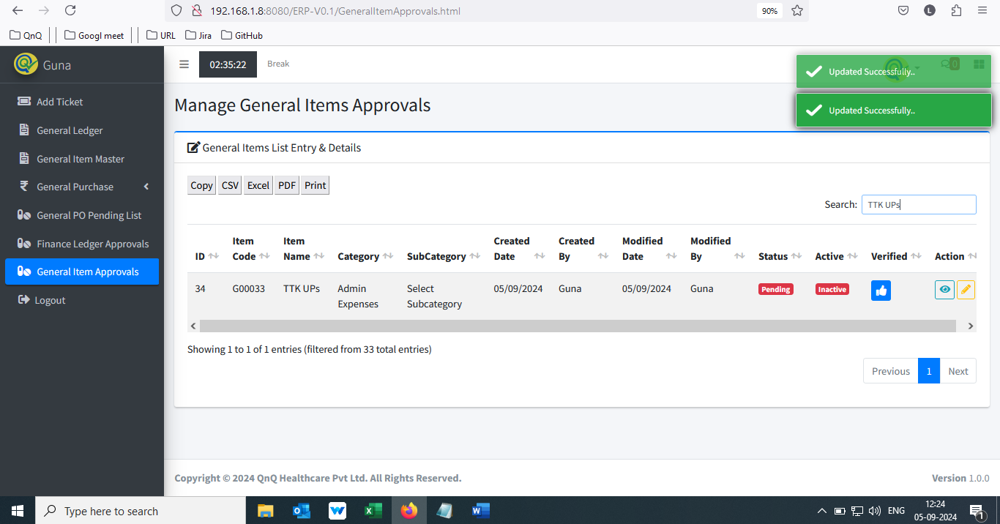 192.168.1.8:8080/ERP-V0.1/GeneralItemApprovals.html
90%
L
QnQ
Googl meet
URL
Jira
GitHub
Guna
02:35:22
Break
0
Updated Successfully..
Updated Successfully..
Add Ticket
General Ledger
General Item Master
₹ General Purchase
General PO Pending List
Finance Ledger Approvals
General Item Approvals
Logout
Manage General Items Approvals
General Items List Entry & Details
Copy CSV Excel PDF Print
Search: TTK UPs
ID Item Code Item Name Category SubCategory Created Date Created By Modified Date Modified By Status Active Verified Action
34 G00033 TTK UPs Admin Expenses Select Subcategory 05/09/2024 Guna 05/09/2024 Guna Pending Inactive
Showing 1 to 1 of 1 entries (filtered from 33 total entries)
Previous 1 Next
Copyright © 2024 QnQ Healthcare Pvt Ltd. All Rights Reserved.
Version 1.0.0
Type here to search
ENG
12:24
05-09-2024
1